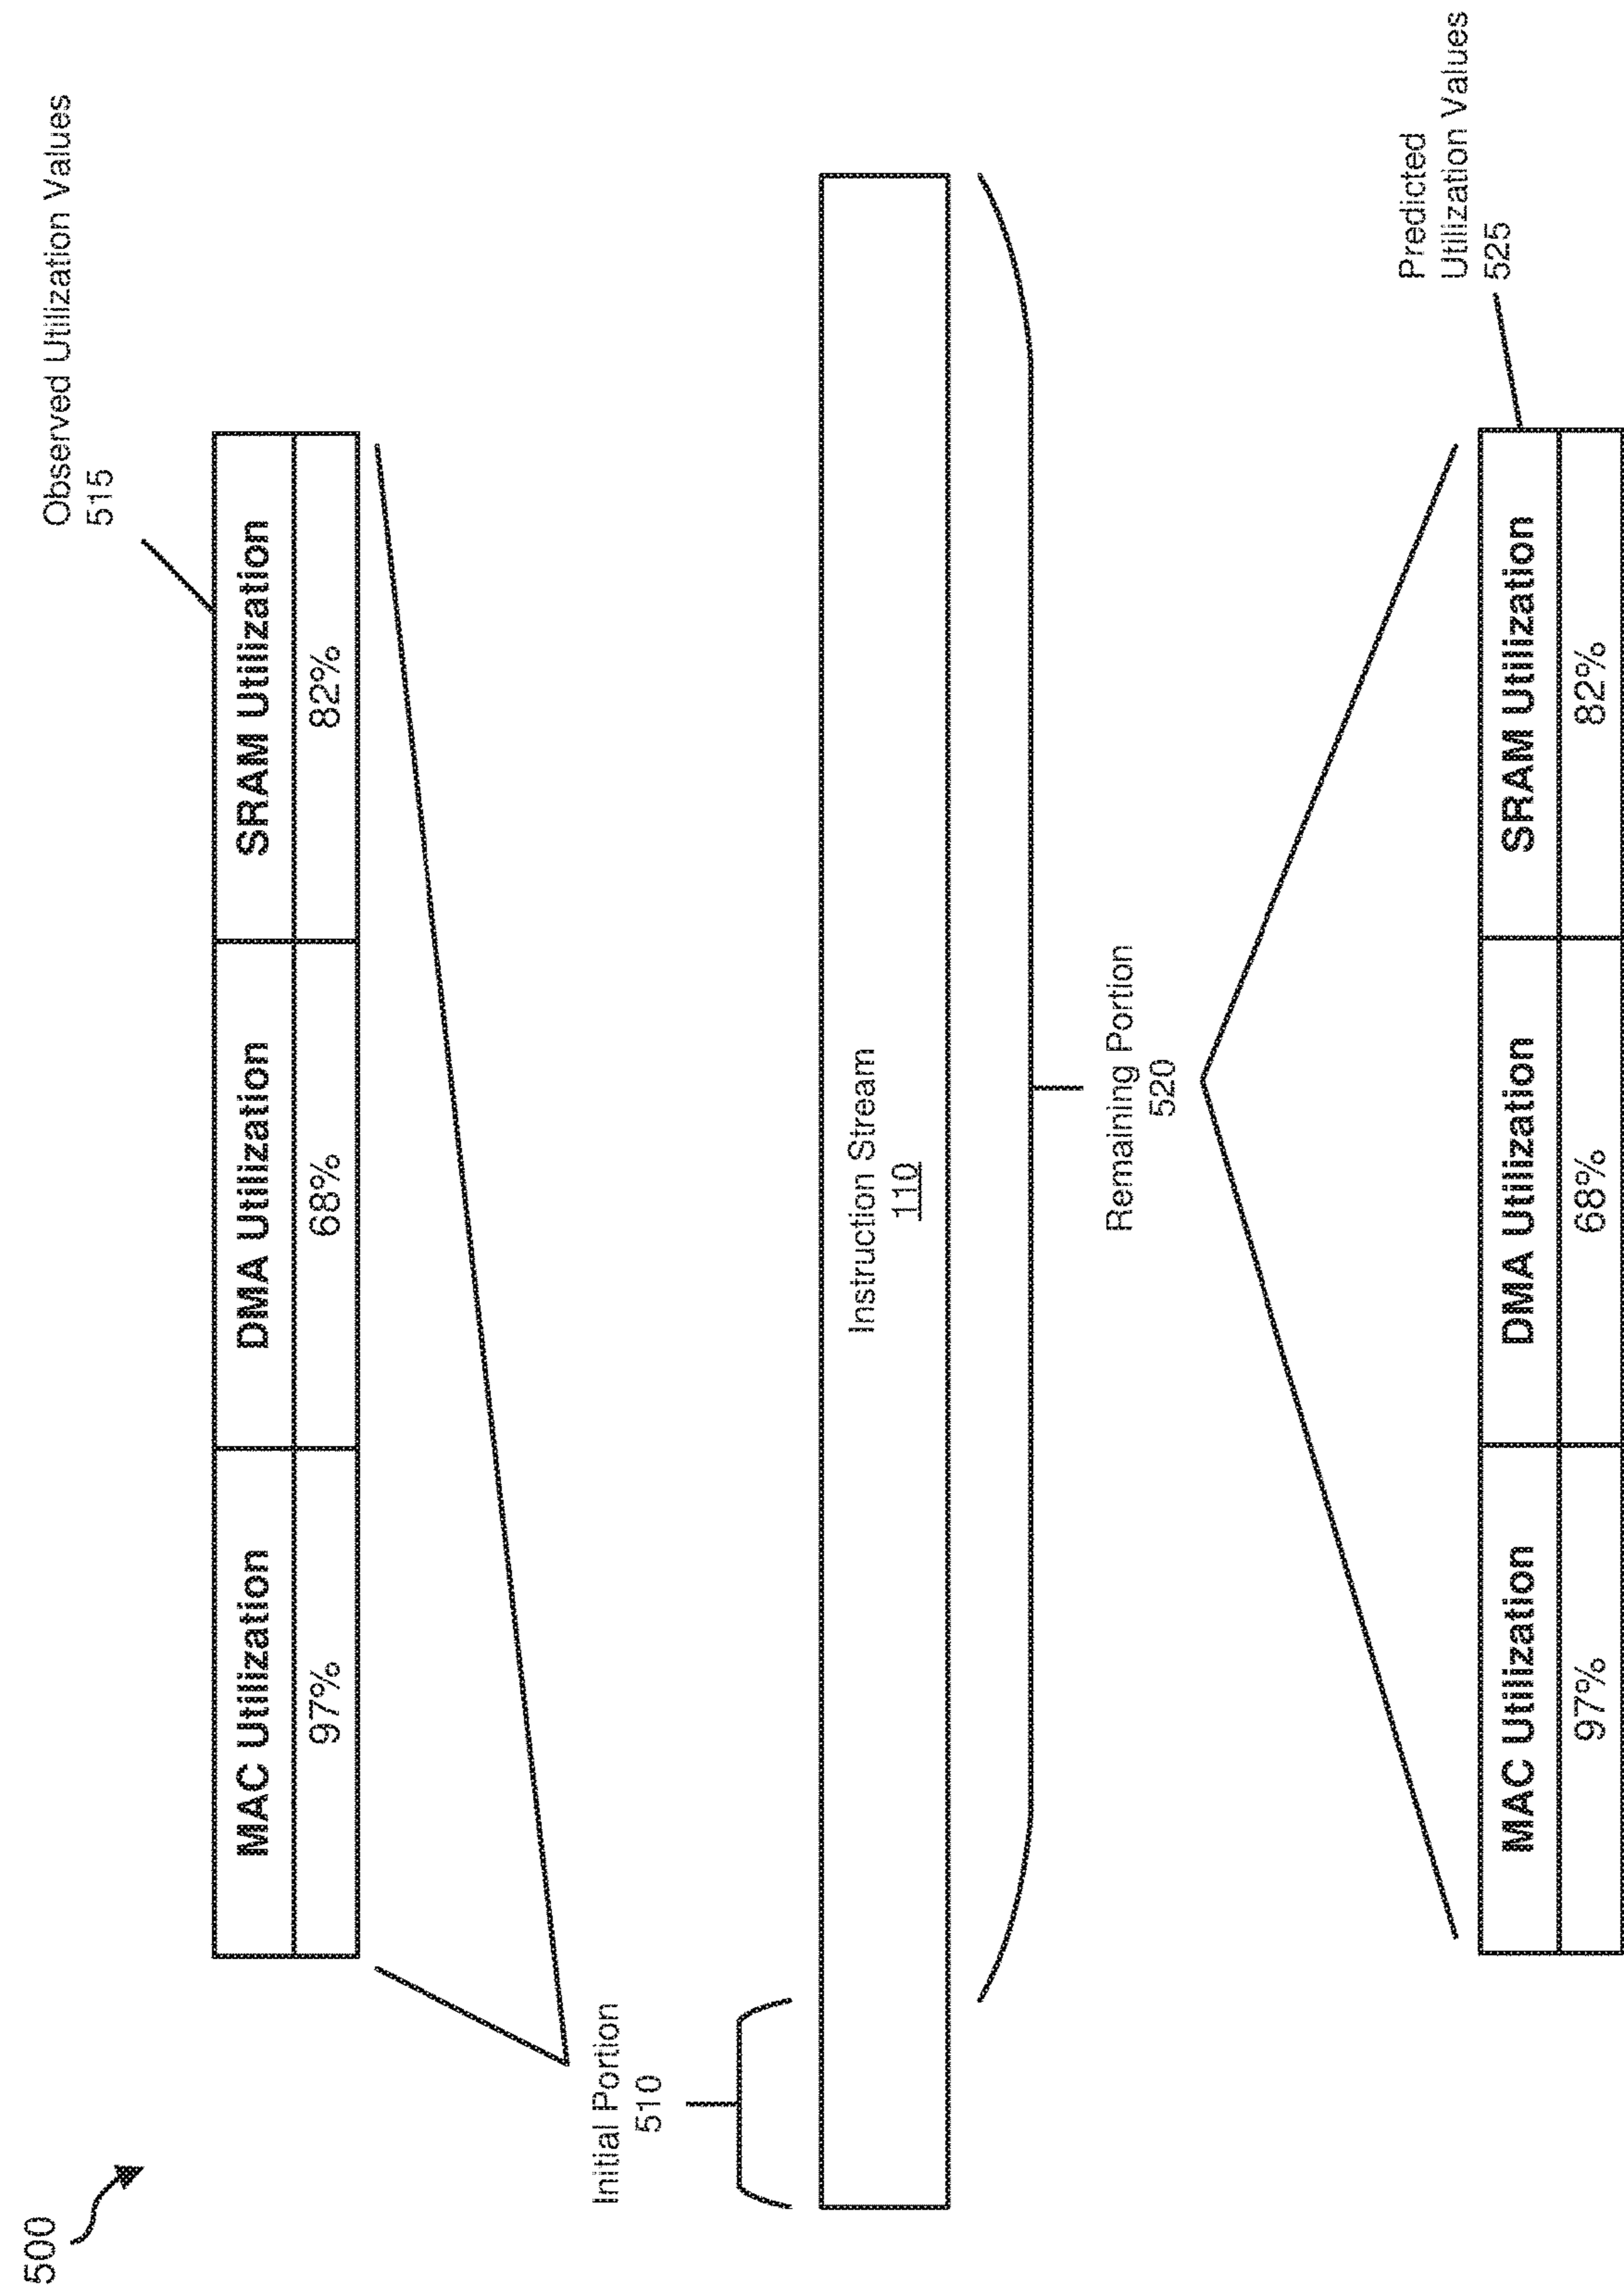 500
Observed Utilization Values
515
MAC Utilization
DMA Utilization
SRAM Utilization
97%
68%
82%
Initial Portion
510
Instruction Stream
110
Remaining Portion
520
Predicted
Utilization Values
525
MAC Utilization
DMA Utilization
SRAM Utilization
97%
68%
82%